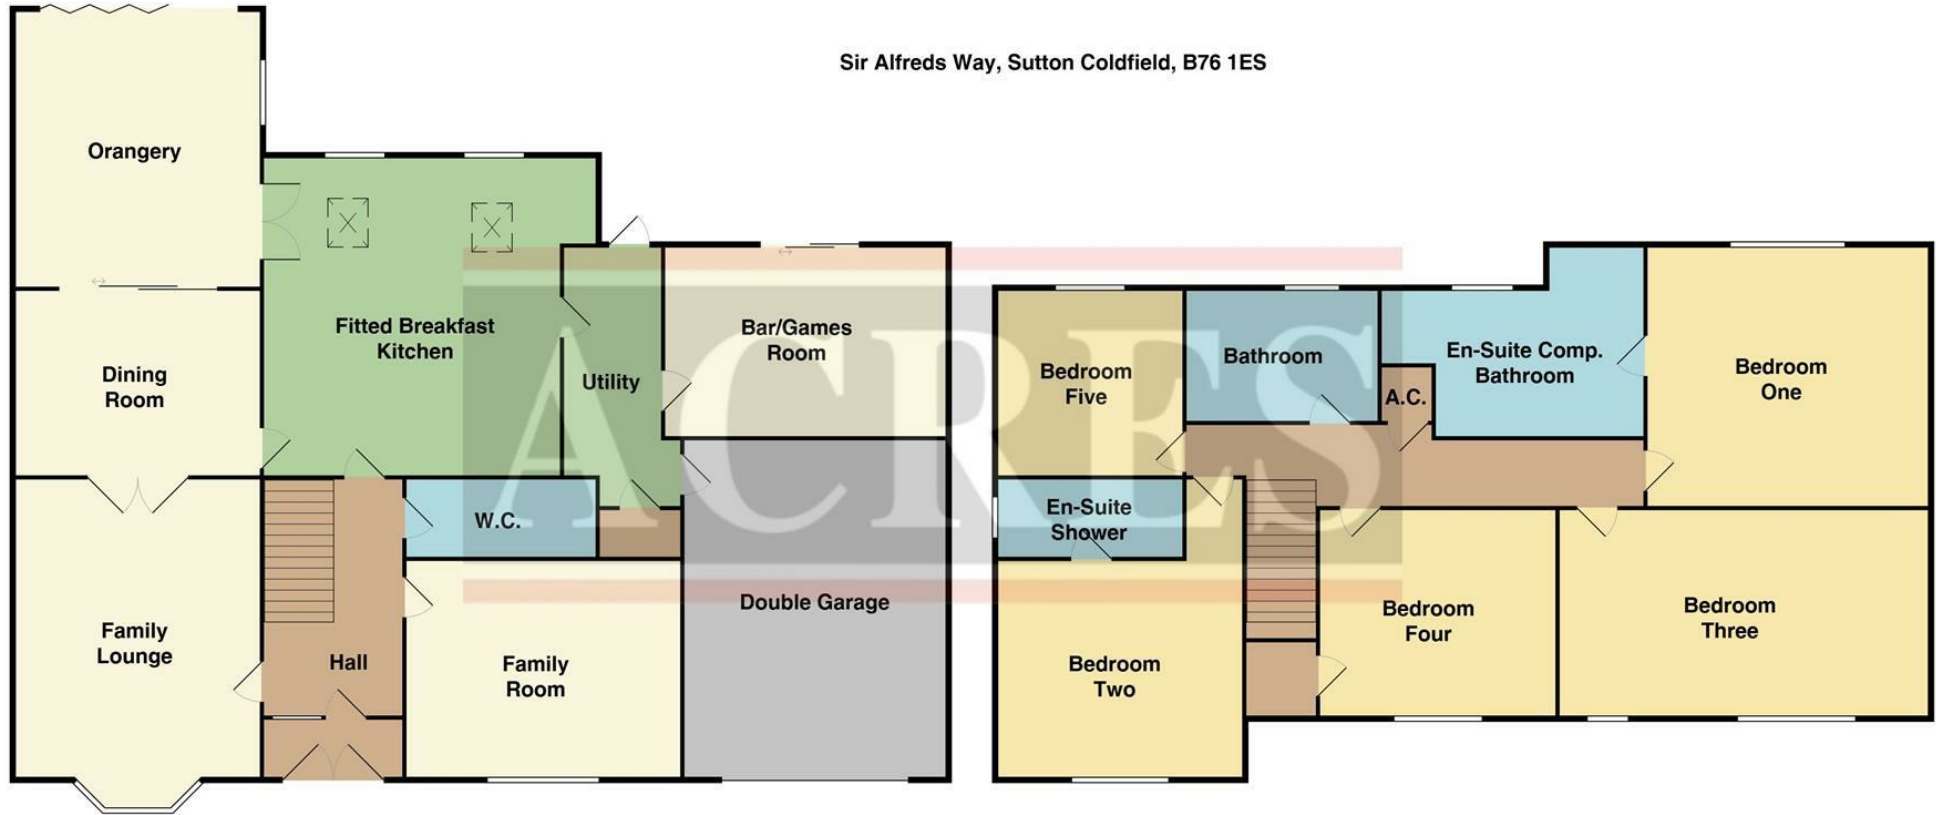 Sir Alfreds Way, Sutton Coldfield, B76 1ES
Orangery
Fitted Breakfast
Kitchen
Dining
Room
Utility
Bar/Games
Room
W.C.
Family
Lounge
Hall
Family
Room
Double Garage
Bedroom
Five
Bathroom
A.C.
En-Suite Comp.
Bathroom
Bedroom
One
En-Suite
Shower
Bedroom
Two
Bedroom
Four
Bedroom
Three
ACRES